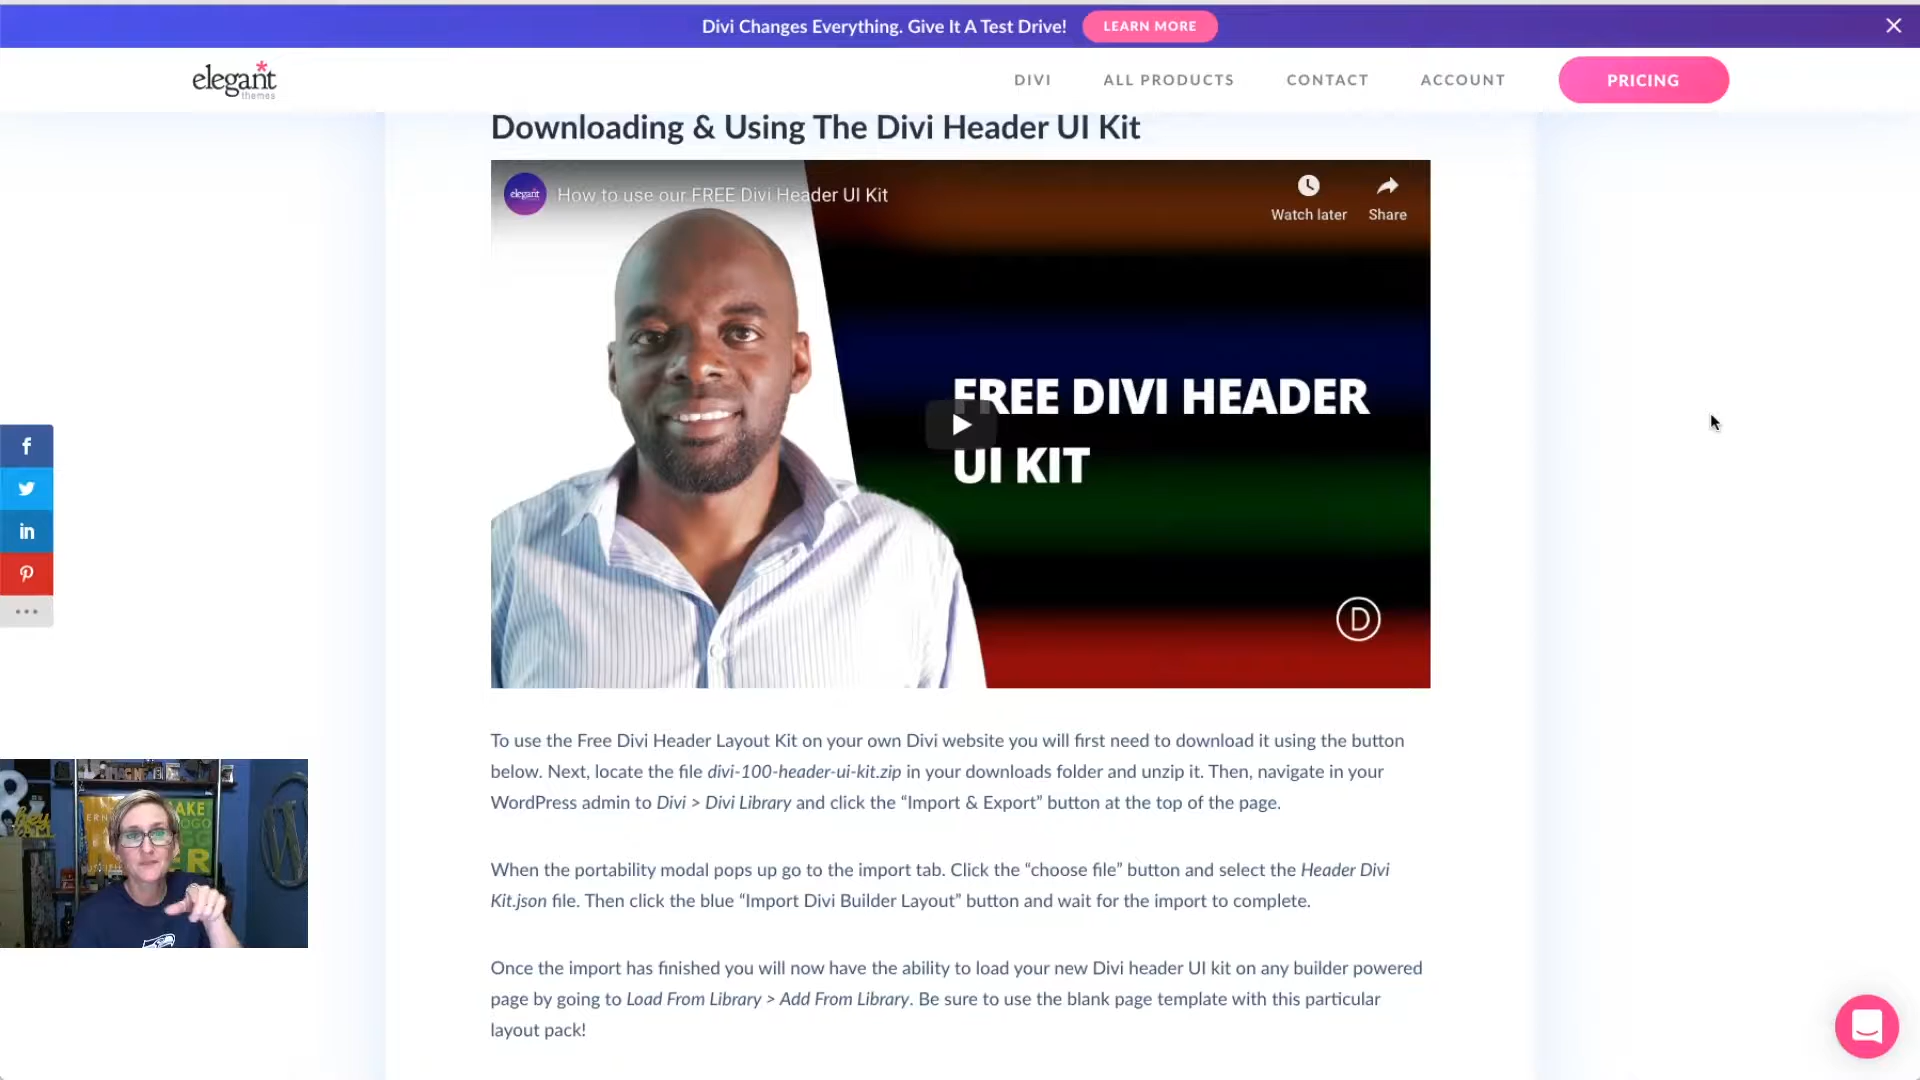 Divi Changes Everything. Give It A Test Drive! LEARN MORE
elegant themes DIVI ALL PRODUCTS CONTACT ACCOUNT PRICING
Downloading & Using The Divi Header UI Kit
elegant How to use our FREE Divi Header UI Kit
Watch later Share
FREE DIVI HEADER
UI KIT
D
To use the Free Divi Header Layout Kit on your own Divi website you will first need to download it using the button
below. Next, locate the file divi-100-header-ui-kit.zip in your downloads folder and unzip it. Then, navigate in your
WordPress admin to Divi > Divi Library and click the “Import & Export” button at the top of the page.
When the portability modal pops up go to the import tab. Click the “choose file” button and select the Header Divi
Kit.json file. Then click the blue “Import Divi Builder Layout” button and wait for the import to complete.
Once the import has finished you will now have the ability to load your new Divi header UI kit on any builder powered
page by going to Load From Library > Add From Library. Be sure to use the blank page template with this particular
layout pack!